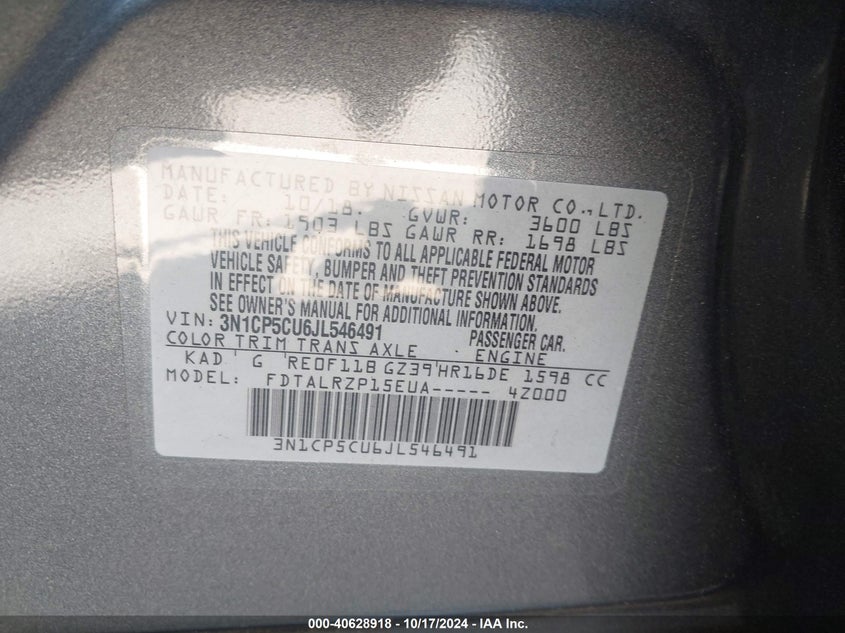 MANUFACTURED BY NISSAN MOTOR CO.,LTD.
DATE: 10/18. GVWR: 3600 LBS
GAWR FR: 1903 LBS GAWR RR: 1698 LBS
THIS VEHICLE CONFORMS TO ALL APPLICABLE FEDERAL MOTOR
VEHICLE SAFETY, BUMPER AND THEFT PREVENTION STANDARDS
IN EFFECT ON THE DATE OF MANUFACTURE SHOWN ABOVE.
SEE OWNER'S MANUAL FOR ADDITIONAL INFORMATION.
VIN: 3N1CP5CU6JL546491 PASSENGER CAR.
COLOR TRIM TRANS AXLE ENGINE
KAD G RE0F11B GZ39 HR16DE 1598 CC
MODEL: FDTALRZP15EUA----- 4Z000
3N1CP5CU6JL546491
000-40628918 - 10/17/2024 - IAA Inc.